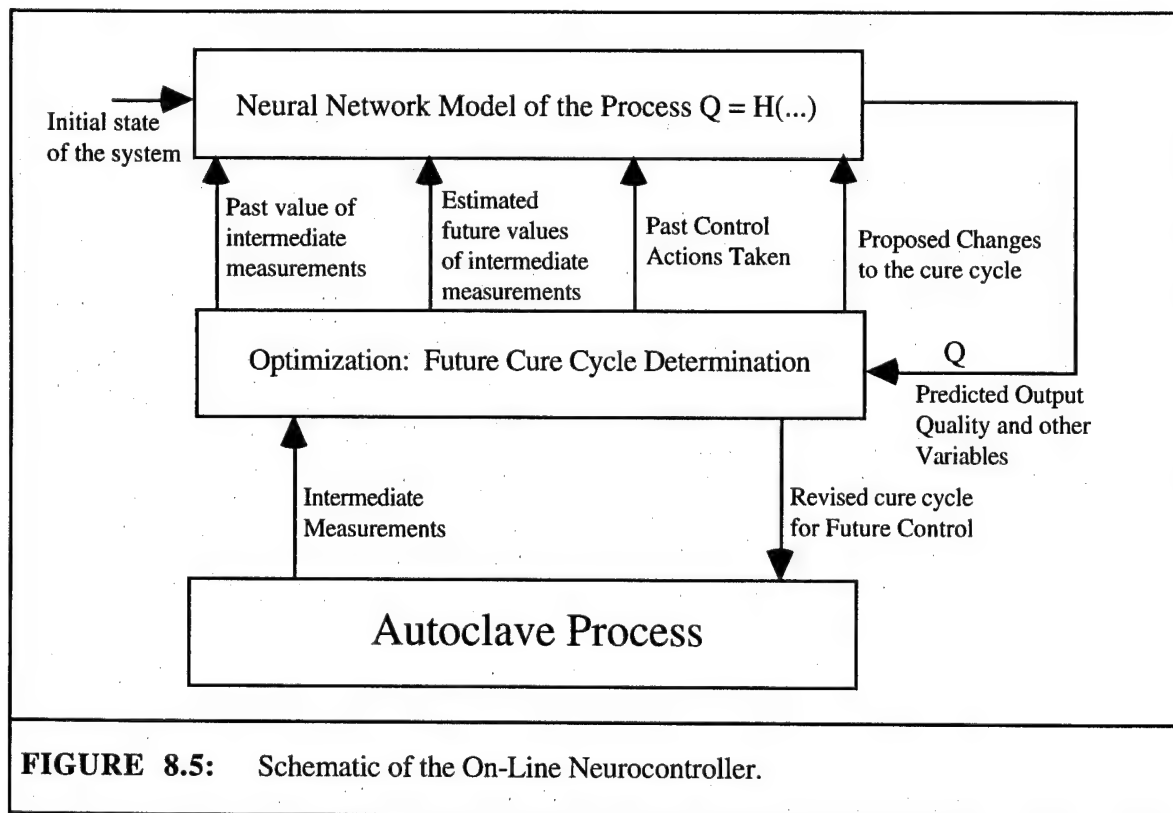 Neural Network Model of the Process Q = H(...)
Initial state
of the system
Past value of
intermediate
measurements
Estimated
future values
of intermediate
measurements
Past Control
Actions Taken
Proposed Changes
to the cure cycle
Optimization: Future Cure Cycle Determination
Q
Predicted Output
Quality and other
Variables
Intermediate
Measurements
Revised cure cycle
for Future Control
Autoclave Process
FIGURE 8.5: Schematic of the On-Line Neurocontroller.